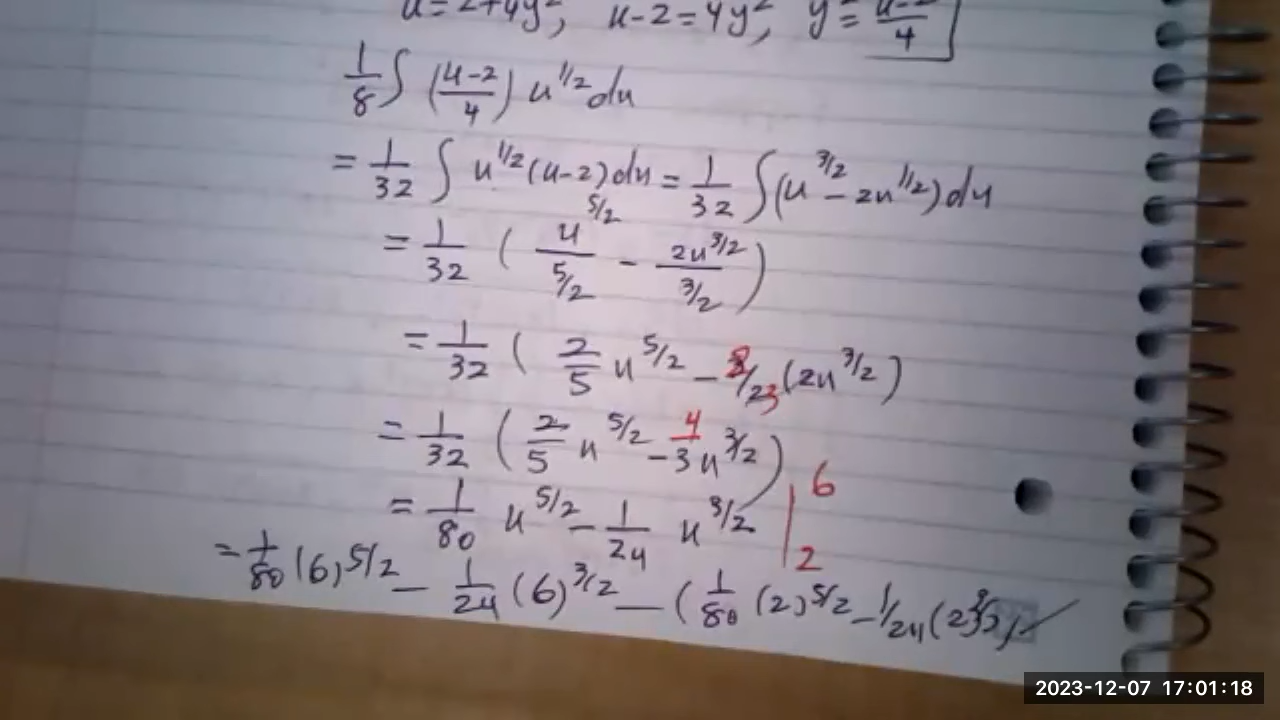 u=2+4y², u-2=4y², y²=u-2/4
1/8 ∫ (u-2/4) u^1/2 du
= 1/32 ∫ u^1/2 (u-2) du = 1/32 ∫(u^3/2 - 2u^1/2) du
= 1/32 ( u^5/2 / 5/2 - 2u^3/2 / 3/2 )
= 1/32 ( 2/5 u^5/2 - 2/3 (2u^3/2)
= 1/32 ( 2/5 u^5/2 - 4/3 u^3/2 )
= 1/80 u^5/2 - 1/24 u^3/2 | 6 2
= 1/80 (6)^5/2 - 1/24 (6)^3/2 - ( 1/80 (2)^5/2 - 1/24 (2)^3/2 )
2023-12-07 17:01:18